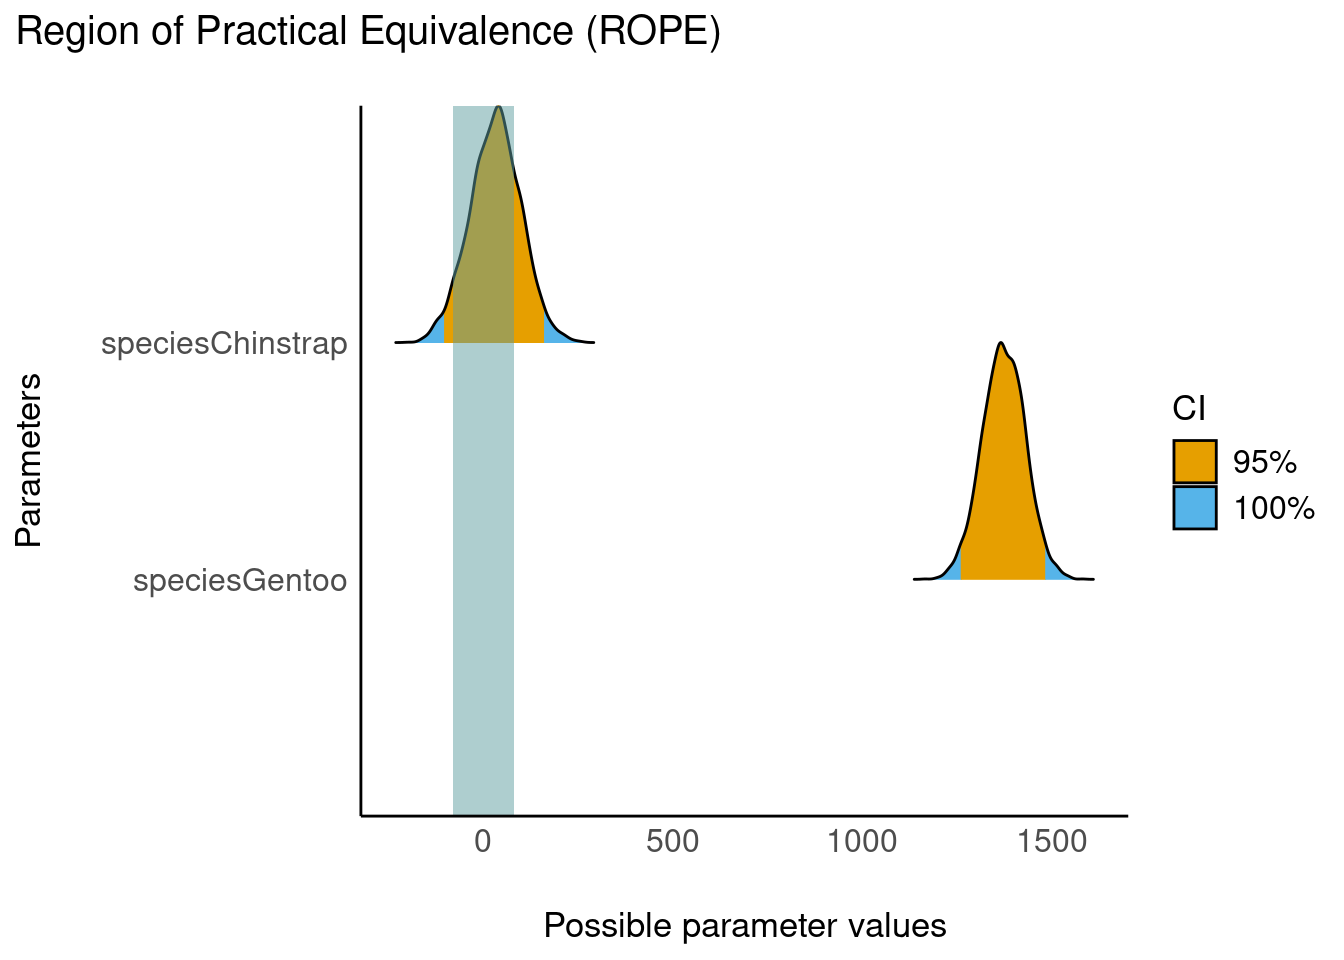 Region of Practical Equivalence (ROPE)
Parameters
speciesChinstrap
speciesGentoo
0 500 1000 1500
Possible parameter values
CI
95%
100%